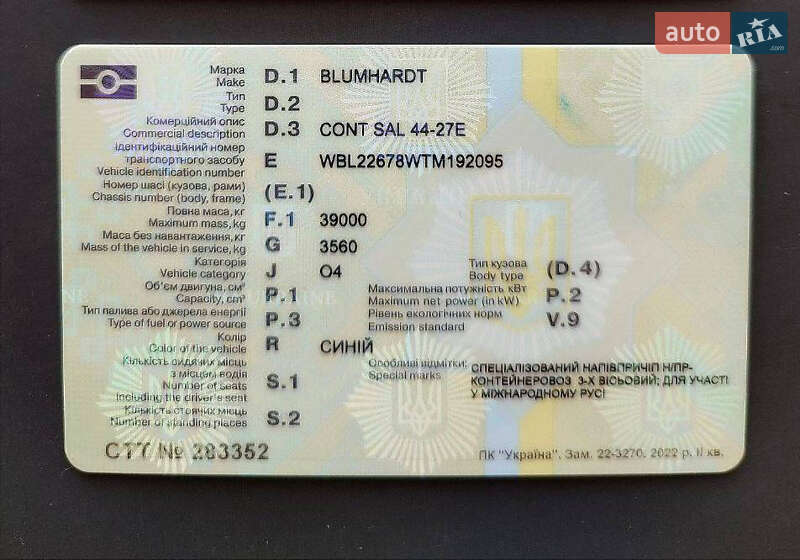 auto RIA.com
Марка D.1 BLUMHARDT
Make
Тип D.2
Type
Комерційний опис D.3 CONT SAL 44-27E
Commercial description
Ідентифікаційний номер
транспортного засобу E WBL22678WTM192095
Vehicle identification number
Номер шасі (кузова, рами) (E.1)
Chassis number (body, frame)
Повна маса, кг F.1 39000
Maximum mass, kg
Маса без навантаження, кг G 3560
Mass of the vehicle in service, kg
Категорія J O4
Vehicle category
Тип кузова (D.4)
Body type
Об'єм двигуна, см³ P.1
Capacity, cm³
Максимальна потужність кВт P.2
Maximum net power (in kW)
Тип палива або джерела енергії P.3
Type of fuel or power source
Рівень екологічних норм V.9
Emission standard
Колір R СИНІЙ
Color of the vehicle
Кількість сидячих місць
з місцем водія S.1
Number of seats
Including the driver's seat
Особливі відмітки:
Special marks
СПЕЦІАЛІЗОВАНИЙ НАПІВПРИЧІП Н/ПР-
КОНТЕЙНЕРОВОЗ 3-Х ВІСЬОВИЙ; ДЛЯ УЧАСТІ
У МІЖНАРОДНОМУ РУСІ
Кількість стоячих місць S.2
Number of standing places
СТТ № 283352
ПК "Україна". Зам. 22-3270. 2022 р. II кв.